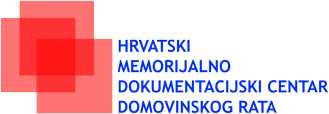 HRVATSKI
MEMORIJALNO
DOKUMENTACIJSKI CENTAR
DOMOVINSKOG RATA